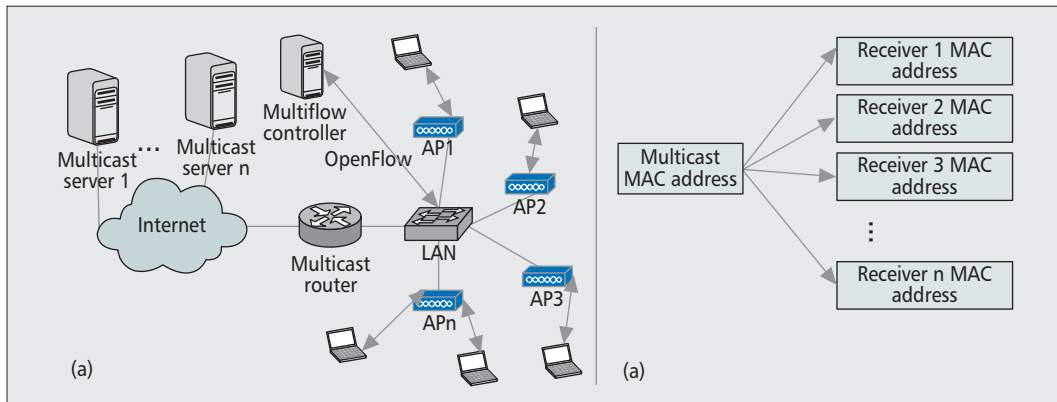 Multicast
server 1
...
Multicast
server n
Multiflow
controller
OpenFlow
AP1
AP2
Internet
Multicast
router
LAN
AP3
APn
(a)
Receiver 1 MAC
address
Receiver 2 MAC
address
Multicast
MAC address
Receiver 3 MAC
address
...
Receiver n MAC
address
(a)